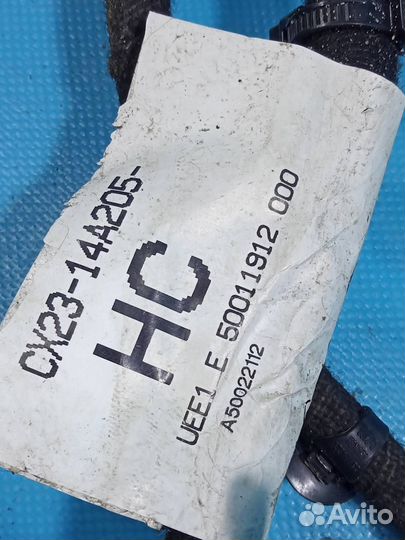 CX23-14A205-
HC
UEE1 E 50011912 000
A50022112
Avito